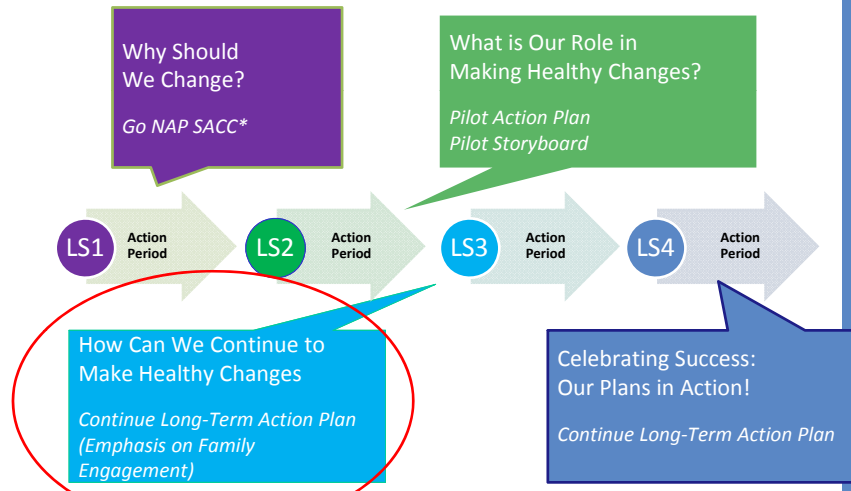 Why Should
We Change?
Go NAP SACC*
What is Our Role in
Making Healthy Changes?
Pilot Action Plan
Pilot Storyboard
LS1
Action
Period
LS2
Action
Period
LS3
Action
Period
LS4
Action
Period
How Can We Continue to
Make Healthy Changes
Continue Long-Term Action Plan
(Emphasis on Family
Engagement)
Celebrating Success:
Our Plans in Action!
Continue Long-Term Action Plan